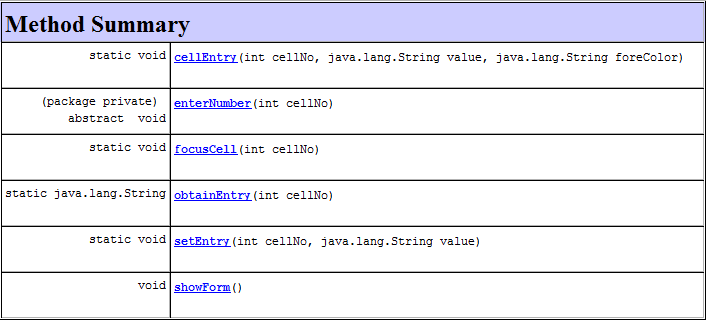 Method Summary
static void cellEntry(int cellNo, java.lang.String value, java.lang.String foreColor)
(package private) enterNumber(int cellNo)
abstract void
static void focusCell(int cellNo)
static java.lang.String obtainEntry(int cellNo)
static void setEntry(int cellNo, java.lang.String value)
void showForm()